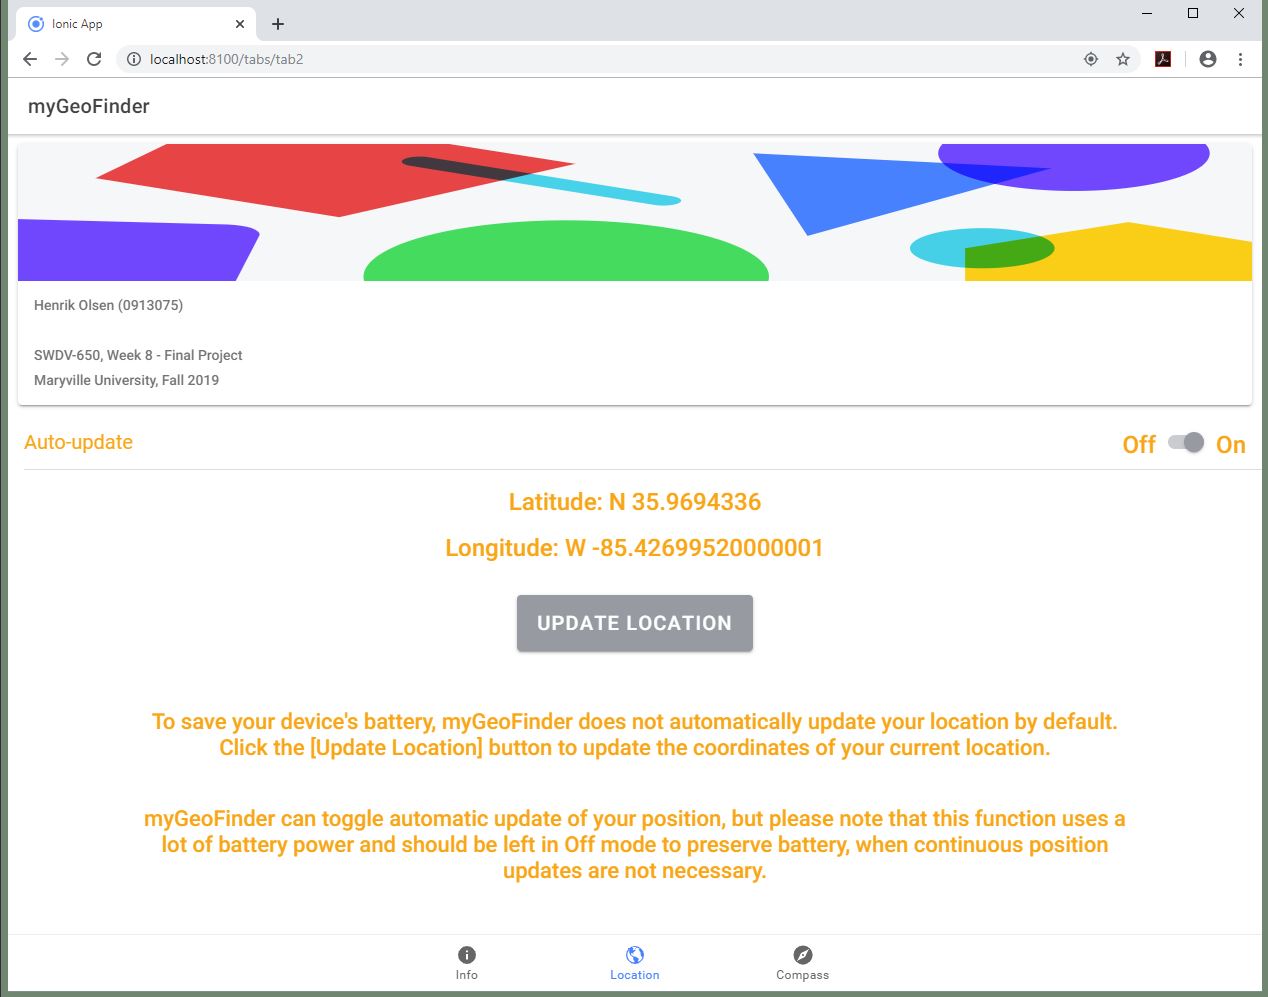 Ionic App
localhost:8100/tabs/tab2
myGeoFinder
Henrik Olsen (0913075)
SWDV-650, Week 8 - Final Project
Maryville University, Fall 2019
Auto-update
Off On
Latitude: N 35.9694336
Longitude: W -85.42699520000001
UPDATE LOCATION
To save your device's battery, myGeoFinder does not automatically update your location by default.
Click the [Update Location] button to update the coordinates of your current location.
myGeoFinder can toggle automatic update of your position, but please note that this function uses a
lot of battery power and should be left in Off mode to preserve battery, when continuous position
updates are not necessary.
Info Location Compass